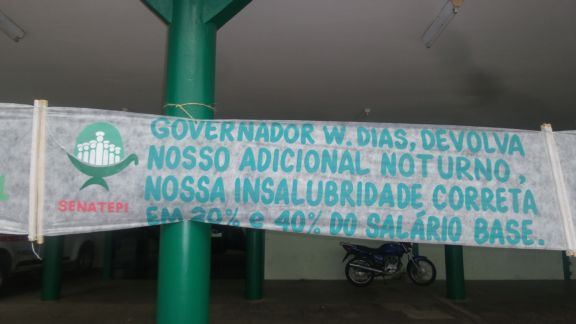 GOVERNADOR W. DIAS, DEVOLVA
NOSSO ADICIONAL NOTURNO,
NOSSA INSALUBRIDADE CORRETA
EM 20% e 40% DO SALÁRIO BASE.
SENATEPI